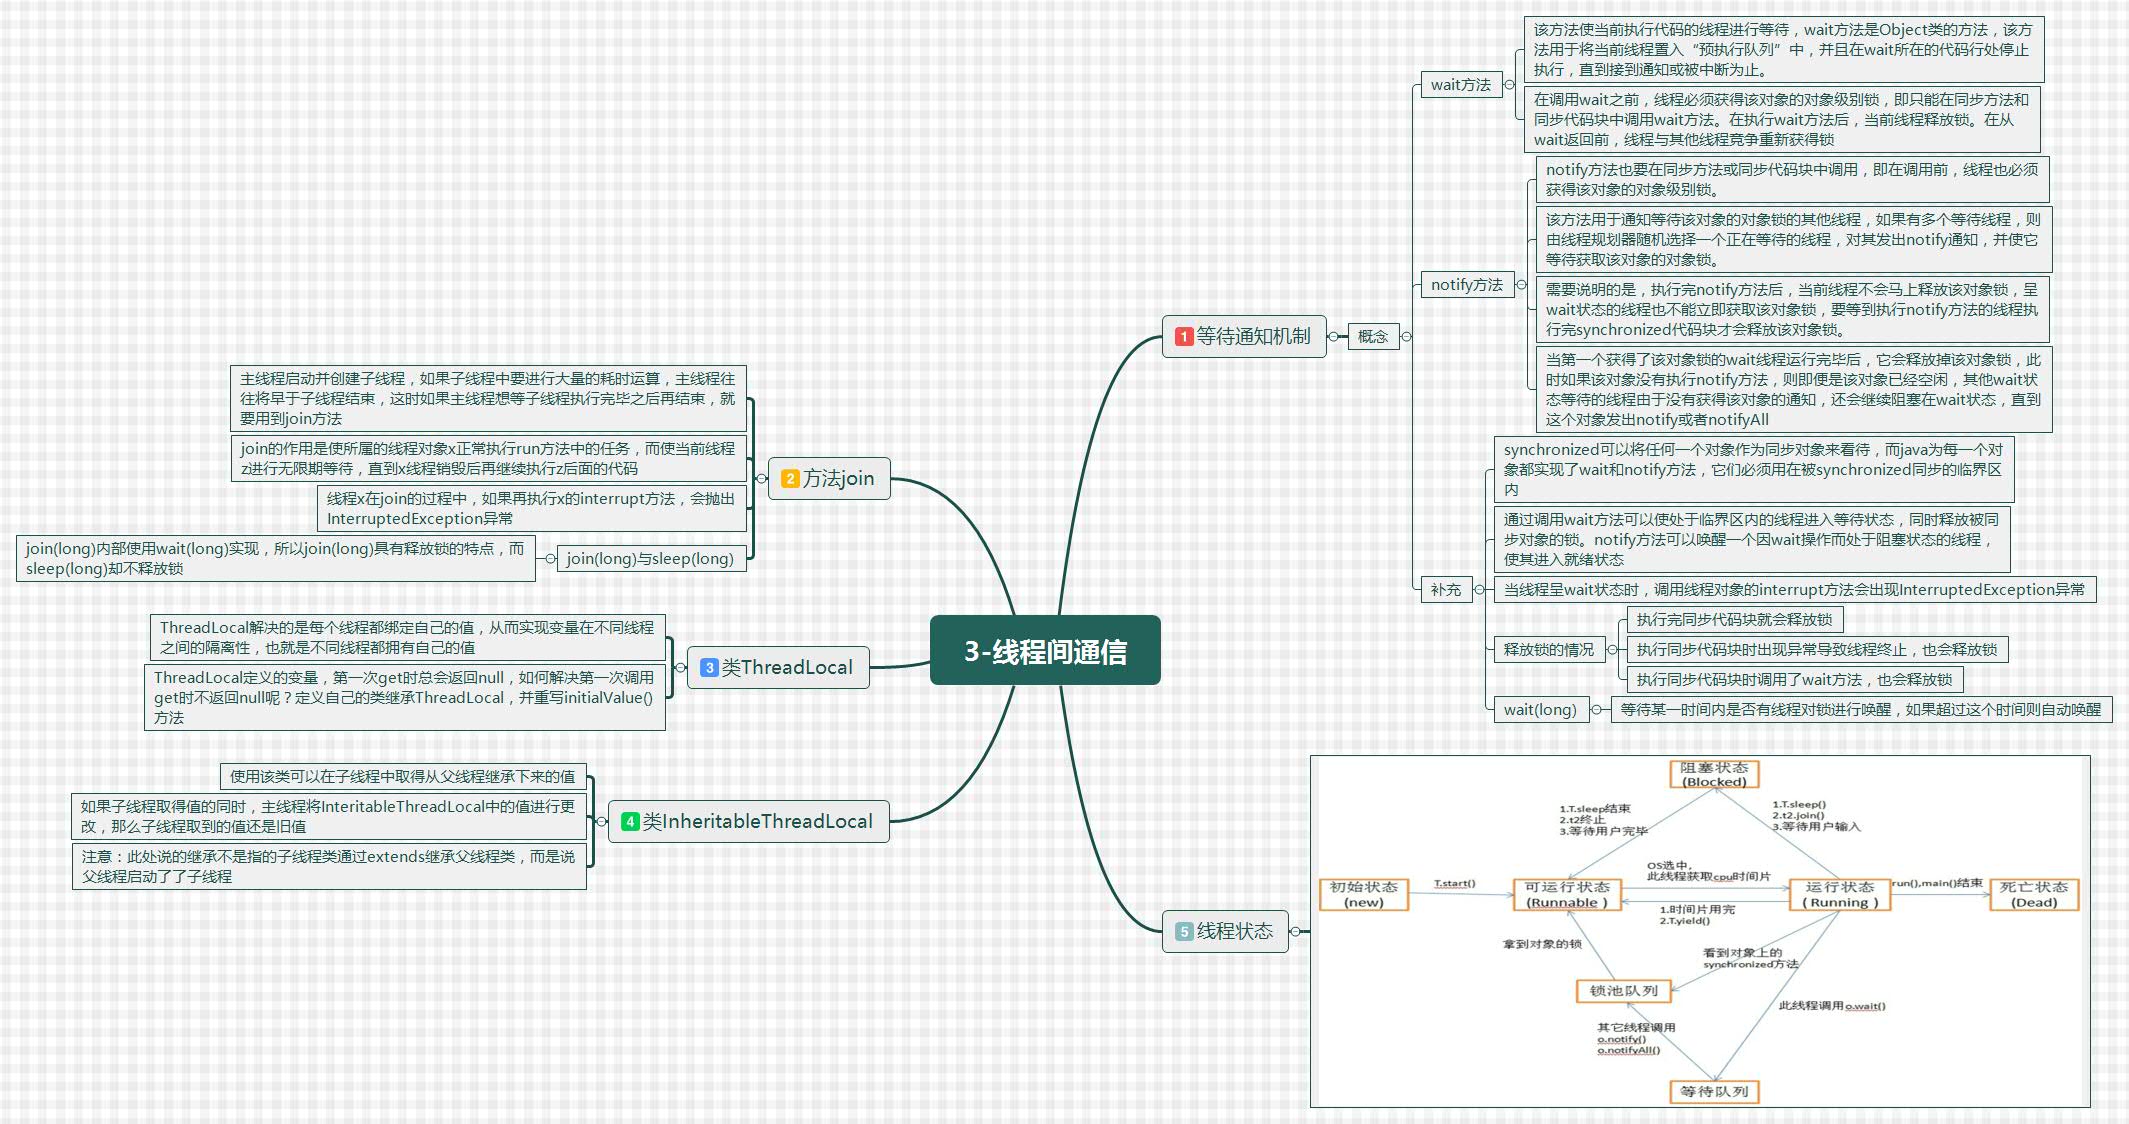 3-线程间通信
1 等待通知机制
概念
wait方法
该方法使当前执行代码的线程进行等待，wait方法是Object类的方法，该方
法用于将当前线程置入“预执行队列”中，并且在wait所在的代码行处停止
执行，直到接到通知或被中断为止。
在调用wait之前，线程必须获得该对象的对象级别锁，即只能在同步方法和
同步代码块中调用wait方法。在执行wait方法后，当前线程释放锁。在从
wait返回前，线程与其他线程竞争重新获得锁
notify方法
notify方法也要在同步方法或同步代码块中调用，即在调用前，线程也必须
获得该对象的对象级别锁。
该方法用于通知等待该对象的对象锁的其他线程，如果有多个等待线程，则
由线程规划器随机选择一个正在等待的线程，对其发出notify通知，并使它
等待获取该对象的对象锁。
需要说明的是，执行完notify方法后，当前线程不会马上释放该对象锁，呈
wait状态的线程也不能立即获取该对象锁，要等到执行notify方法的线程执
行完synchronized代码块才会释放该对象锁。
当第一个获得了该对象锁的wait线程运行完毕后，它会释放掉该对象锁，此
时如果该对象没有执行notify方法，则即便是该对象已经空闲，其他wait状
态等待的线程由于没有获得该对象的通知，还会继续阻塞在wait状态，直到
这个对象发出notify或者notifyAll
补充
synchronized可以将任何一个对象作为同步对象来看待，而java为每一个对
象都实现了wait和notify方法，它们必须用在被synchronized同步的临界区
内
通过调用wait方法可以使处于临界区内的线程进入等待状态，同时释放被同
步对象的锁。notify方法可以唤醒一个因wait操作而处于阻塞状态的线程，
使其进入就绪状态
当线程呈wait状态时，调用线程对象的interrupt方法会出现InterruptedException异常
释放锁的情况
执行完同步代码块就会释放锁
执行同步代码块时出现异常导致线程终止，也会释放锁
执行同步代码块时调用了wait方法，也会释放锁
wait(long)
等待某一时间内是否有线程对锁进行唤醒，如果超过这个时间则自动唤醒
2 方法join
主线程启动并创建子线程，如果子线程中要进行大量的耗时运算，主线程往
往将早于子线程结束，这时如果主线程想等子线程执行完毕之后再结束，就
要用到join方法
join的作用是使所属的线程对象x正常执行run方法中的任务，而使当前线程
z进行无限期等待，直到x线程销毁后再继续执行z后面的代码
线程x在join的过程中，如果再执行x的interrupt方法，会抛出
InterruptedException异常
join(long)与sleep(long)
join(long)内部使用wait(long)实现，所以join(long)具有释放锁的特点，而
sleep(long)却不释放锁
3 类ThreadLocal
ThreadLocal解决的是每个线程都绑定自己的值，从而实现变量在不同线程
之间的隔离性，也就是不同线程都拥有自己的值
ThreadLocal定义的变量，第一次get时总会返回null，如何解决第一次调用
get时不返回null呢？定义自己的类继承ThreadLocal，并重写initialValue()
方法
4 类InheritableThreadLocal
使用该类可以在子线程中取得从父线程继承下来的值
如果子线程取得值的同时，主线程将InteritableThreadLocal中的值进行更
改，那么子线程取到的值还是旧值
注意：此处说的继承不是指的子线程类通过extends继承父线程类，而是说
父线程启动了了子线程
5 线程状态
阻塞状态
(Blocked)
1.T.sleep结束
2.t2终止
3.等待用户完毕
1.T.sleep()
2.t2.join()
3.等待用户输入
初始状态
(new)
T.start()
可运行状态
(Runnable )
OS选中,
此线程获取cpu时间片
1.时间片用完
2.T.yield()
运行状态
( Running )
run(),main()结束
死亡状态
(Dead)
拿到对象的锁
看到对象上的
synchronized方法
锁池队列
此线程调用o.wait()
其它线程调用
o.notify()
o.notifyAll()
等待队列